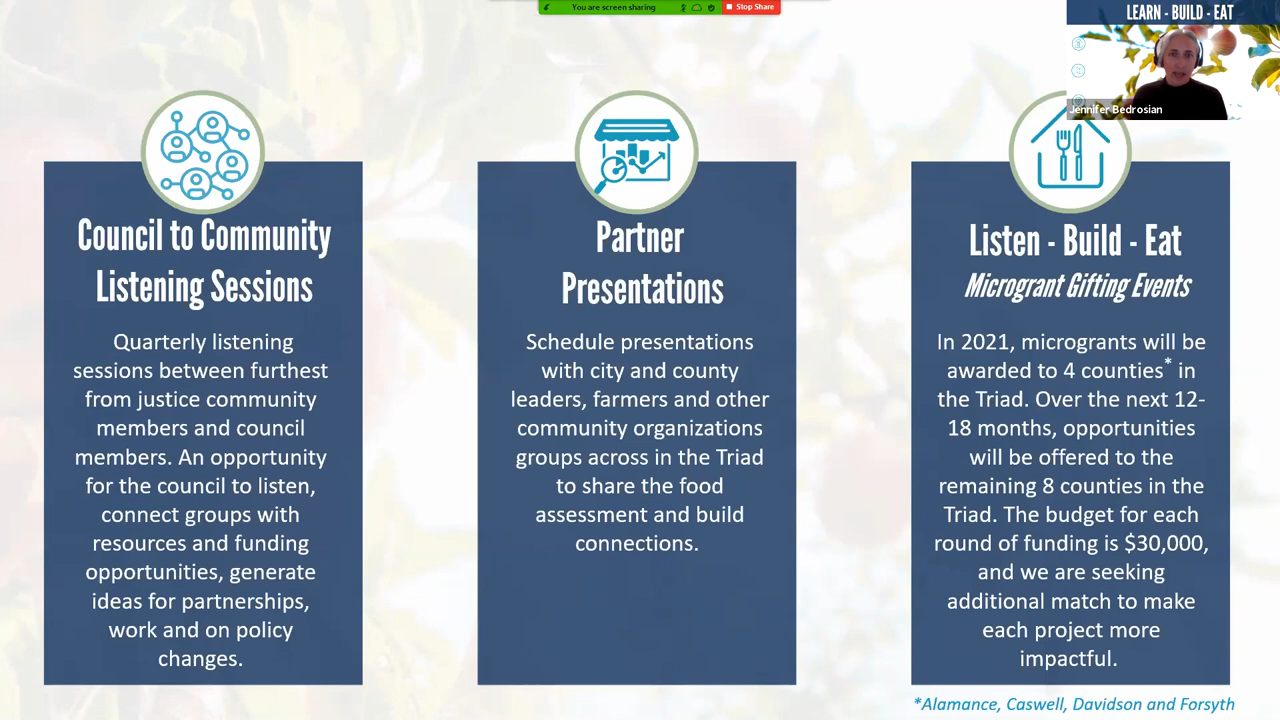 You are screen sharing
Stop Share
LEARN - BUILD - EAT
Jennifer Bedrosian
Council to Community
Listening Sessions
Quarterly listening
sessions between furthest
from justice community
members and council
members. An opportunity
for the council to listen,
connect groups with
resources and funding
opportunities, generate
ideas for partnerships,
work and on policy
changes.
Partner
Presentations
Schedule presentations
with city and county
leaders, farmers and other
community organizations
groups across in the Triad
to share the food
assessment and build
connections.
Listen - Build - Eat
Microgrant Gifting Events
In 2021, microgrants will be
awarded to 4 counties* in
the Triad. Over the next 12-
18 months, opportunities
will be offered to the
remaining 8 counties in the
Triad. The budget for each
round of funding is $30,000,
and we are seeking
additional match to make
each project more
impactful.
*Alamance, Caswell, Davidson and Forsyth